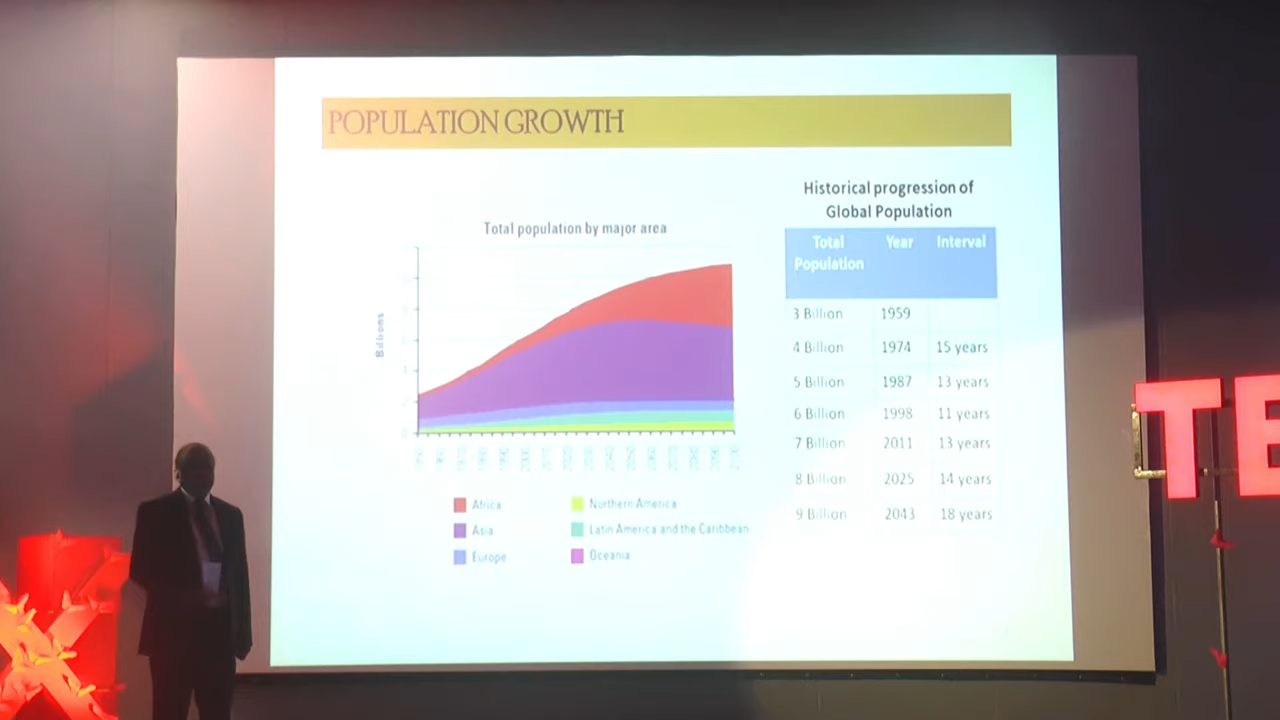 POPULATION GROWTH
Total population by major area
Billions
Africa
Asia
Europe
Northern America
Latin America and the Caribbean
Oceania
Historical progression of
Global Population
Total Population Year Interval
3 Billion 1959
4 Billion 1974 15 years
5 Billion 1987 13 years
6 Billion 1998 11 years
7 Billion 2011 13 years
8 Billion 2025 14 years
9 Billion 2043 18 years
TE
X